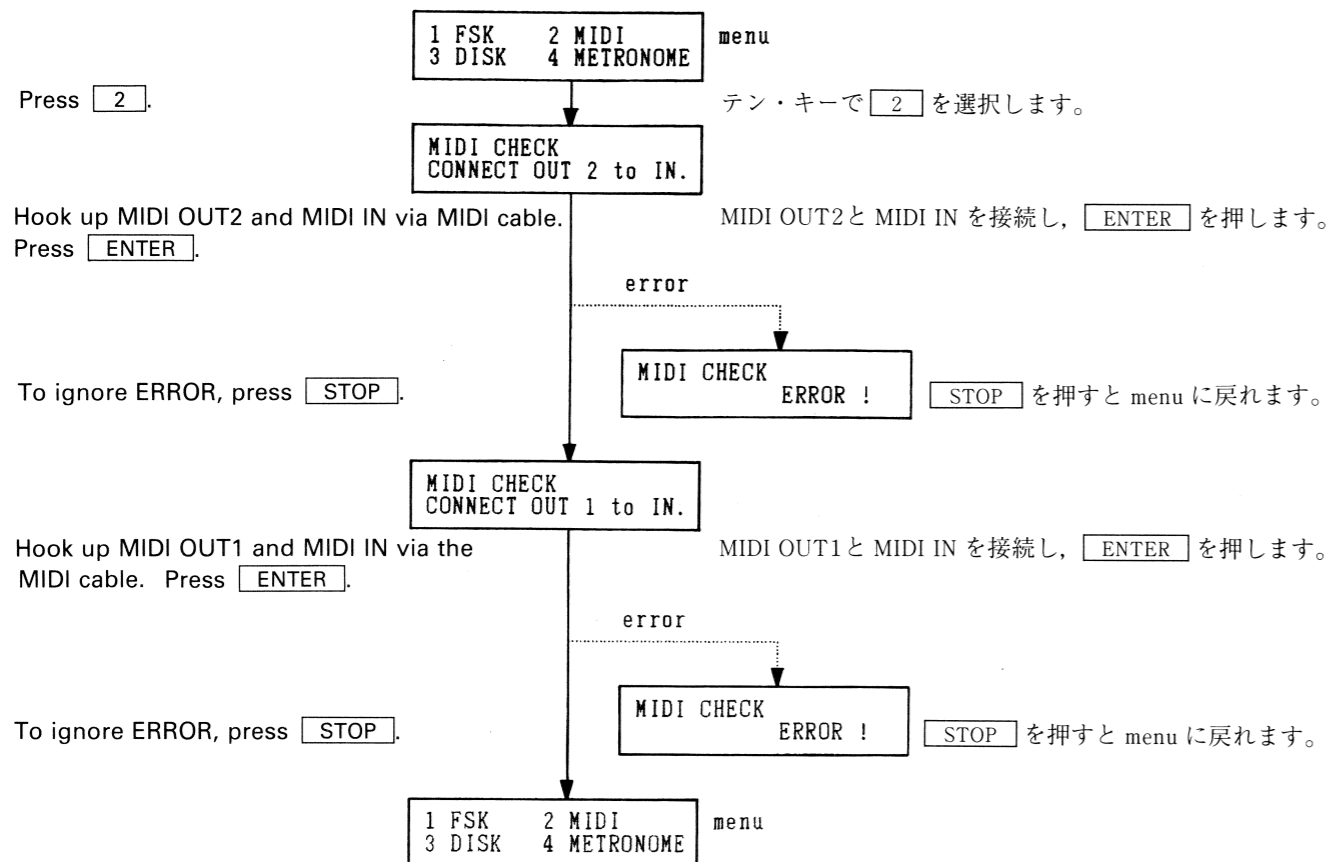 1 FSK 2 MIDI menu
3 DISK 4 METRONOME
Press 2.
テン・キーで 2 を選択します。
MIDI CHECK
CONNECT OUT 2 to IN.
Hook up MIDI OUT2 and MIDI IN via MIDI cable.
Press ENTER.
MIDI OUT2と MIDI IN を接続し, ENTER を押します。
error
MIDI CHECK
ERROR !
To ignore ERROR, press STOP.
STOP を押すと menu に戻れます。
MIDI CHECK
CONNECT OUT 1 to IN.
Hook up MIDI OUT1 and MIDI IN via the
MIDI cable. Press ENTER.
MIDI OUT1と MIDI IN を接続し, ENTER を押します。
error
MIDI CHECK
ERROR !
To ignore ERROR, press STOP.
STOP を押すと menu に戻れます。
1 FSK 2 MIDI menu
3 DISK 4 METRONOME